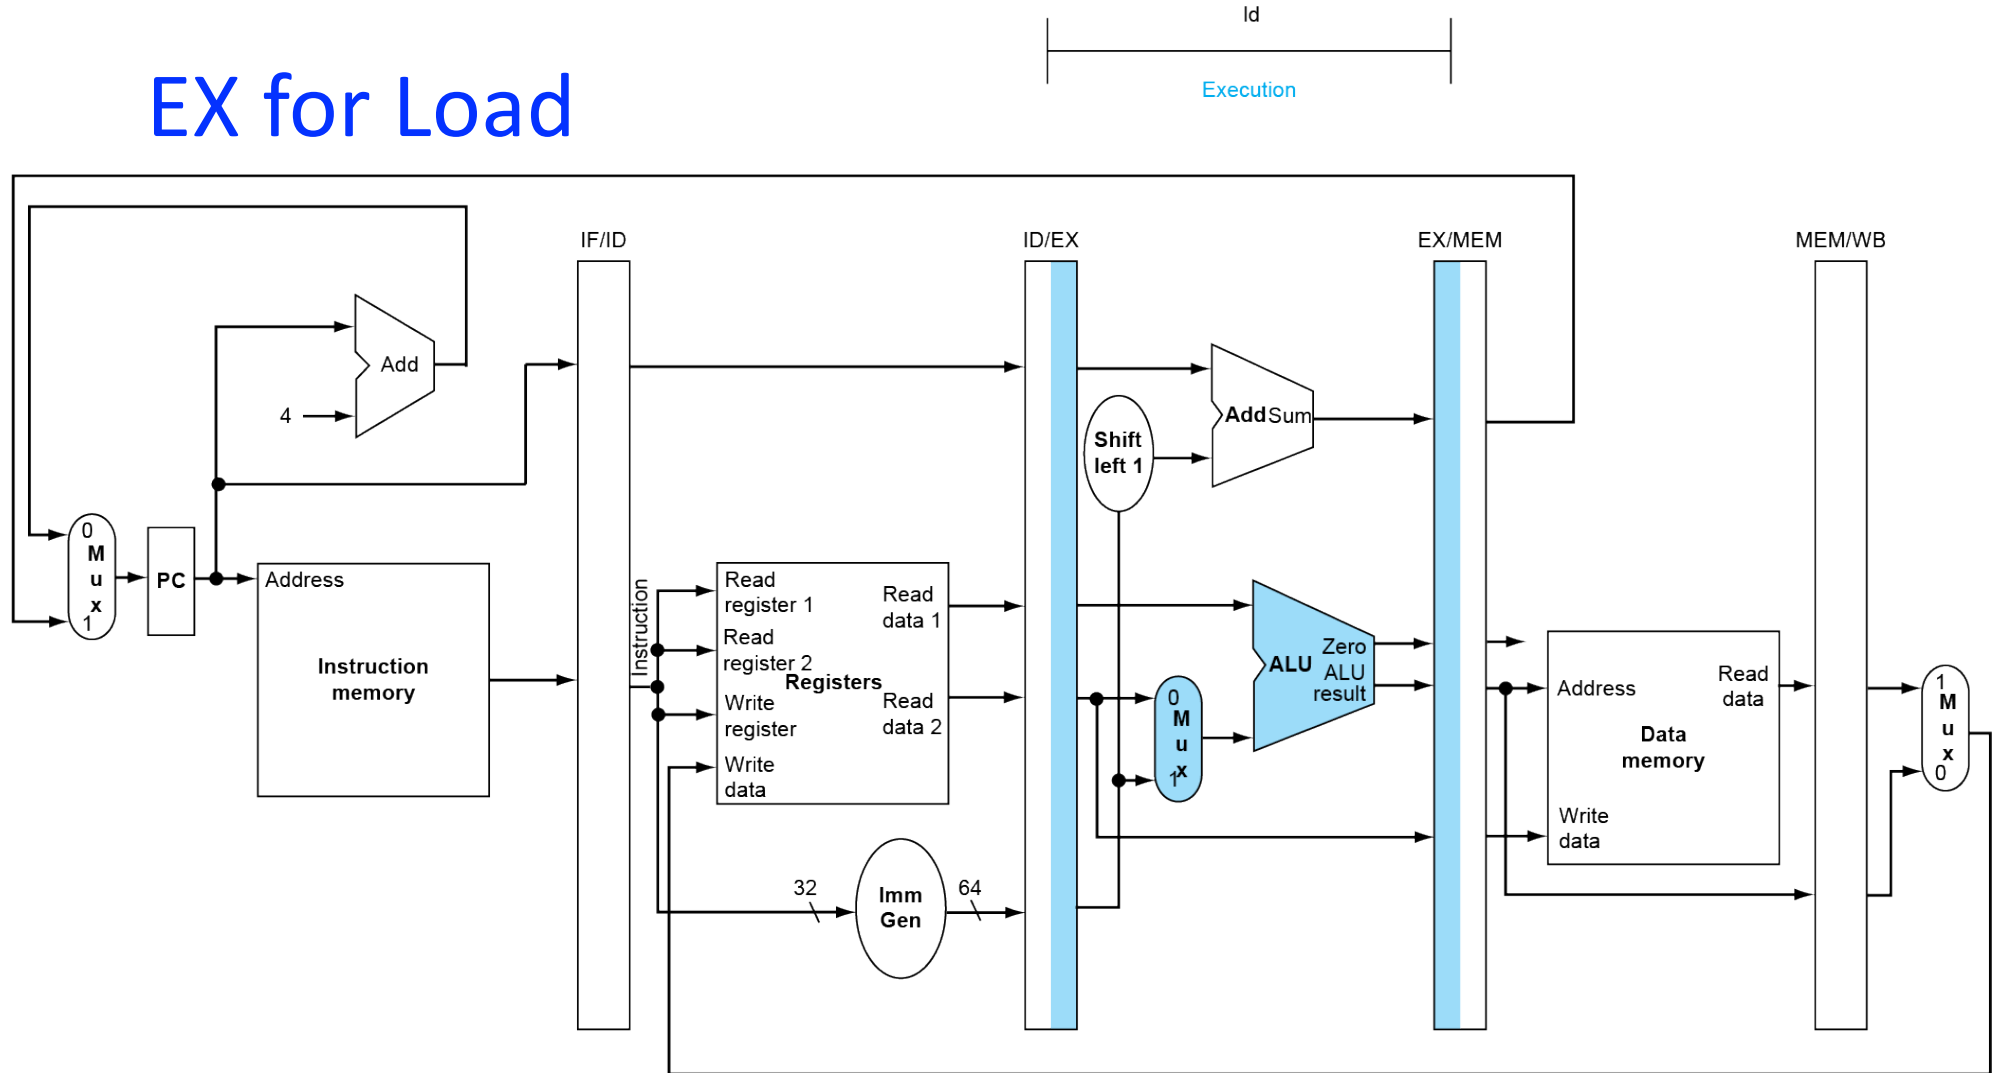 ld
Execution
EX for Load
IF/ID
ID/EX
EX/MEM
MEM/WB
Add
4
Add Sum
Shift
left 1
0
M
u
x
1
PC
Address
Instruction
memory
Instruction
Read
register 1
Read
register 2
Write
register
Write
data
Registers
Read
data 1
Read
data 2
32
Imm
Gen
64
0
M
u
x
1
ALU
Zero
ALU
result
Address
Read
data
Data
memory
Write
data
1
M
u
x
0